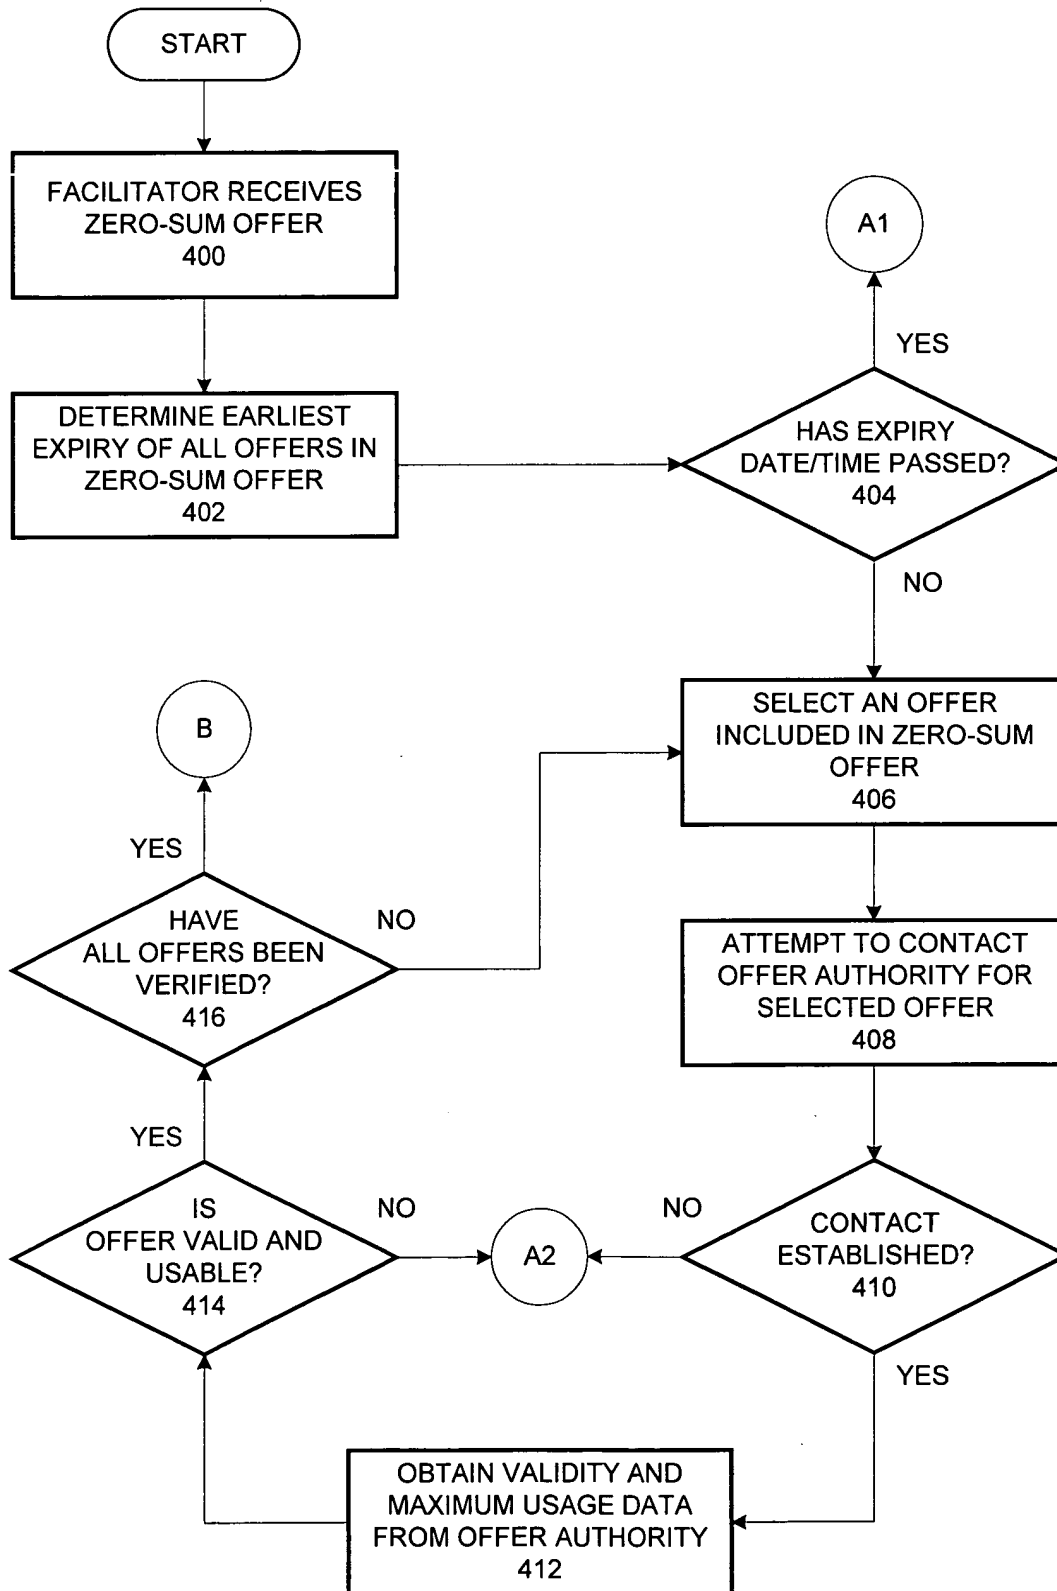 START
FACILITATOR RECEIVES
ZERO-SUM OFFER
400
DETERMINE EARLIEST
EXPIRY OF ALL OFFERS IN
ZERO-SUM OFFER
402
A1
YES
HAS EXPIRY
DATE/TIME PASSED?
404
NO
SELECT AN OFFER
INCLUDED IN ZERO-SUM
OFFER
406
ATTEMPT TO CONTACT
OFFER AUTHORITY FOR
SELECTED OFFER
408
CONTACT
ESTABLISHED?
410
NO
A2
YES
OBTAIN VALIDITY AND
MAXIMUM USAGE DATA
FROM OFFER AUTHORITY
412
IS
OFFER VALID AND
USABLE?
414
NO
YES
HAVE
ALL OFFERS BEEN
VERIFIED?
416
NO
YES
B